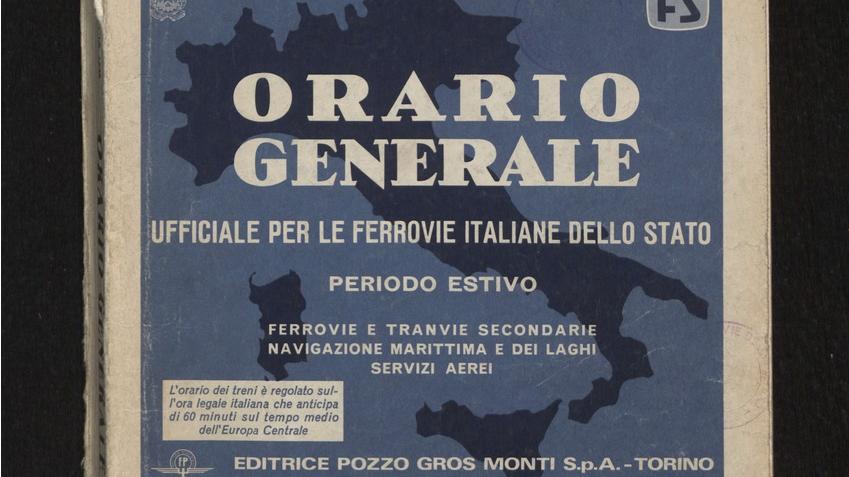 FS
ORARIO
GENERALE
UFFICIALE PER LE FERROVIE ITALIANE DELLO STATO
PERIODO ESTIVO
FERROVIE E TRANVIE SECONDARIE
NAVIGAZIONE MARITTIMA E DEI LAGHI
SERVIZI AEREI
L'orario dei treni è regolato sul-
l'ora legale italiana che anticipa
di 60 minuti sul tempo medio
dell'Europa Centrale
FP
EDITRICE POZZO GROS MONTI S.p.A. - TORINO